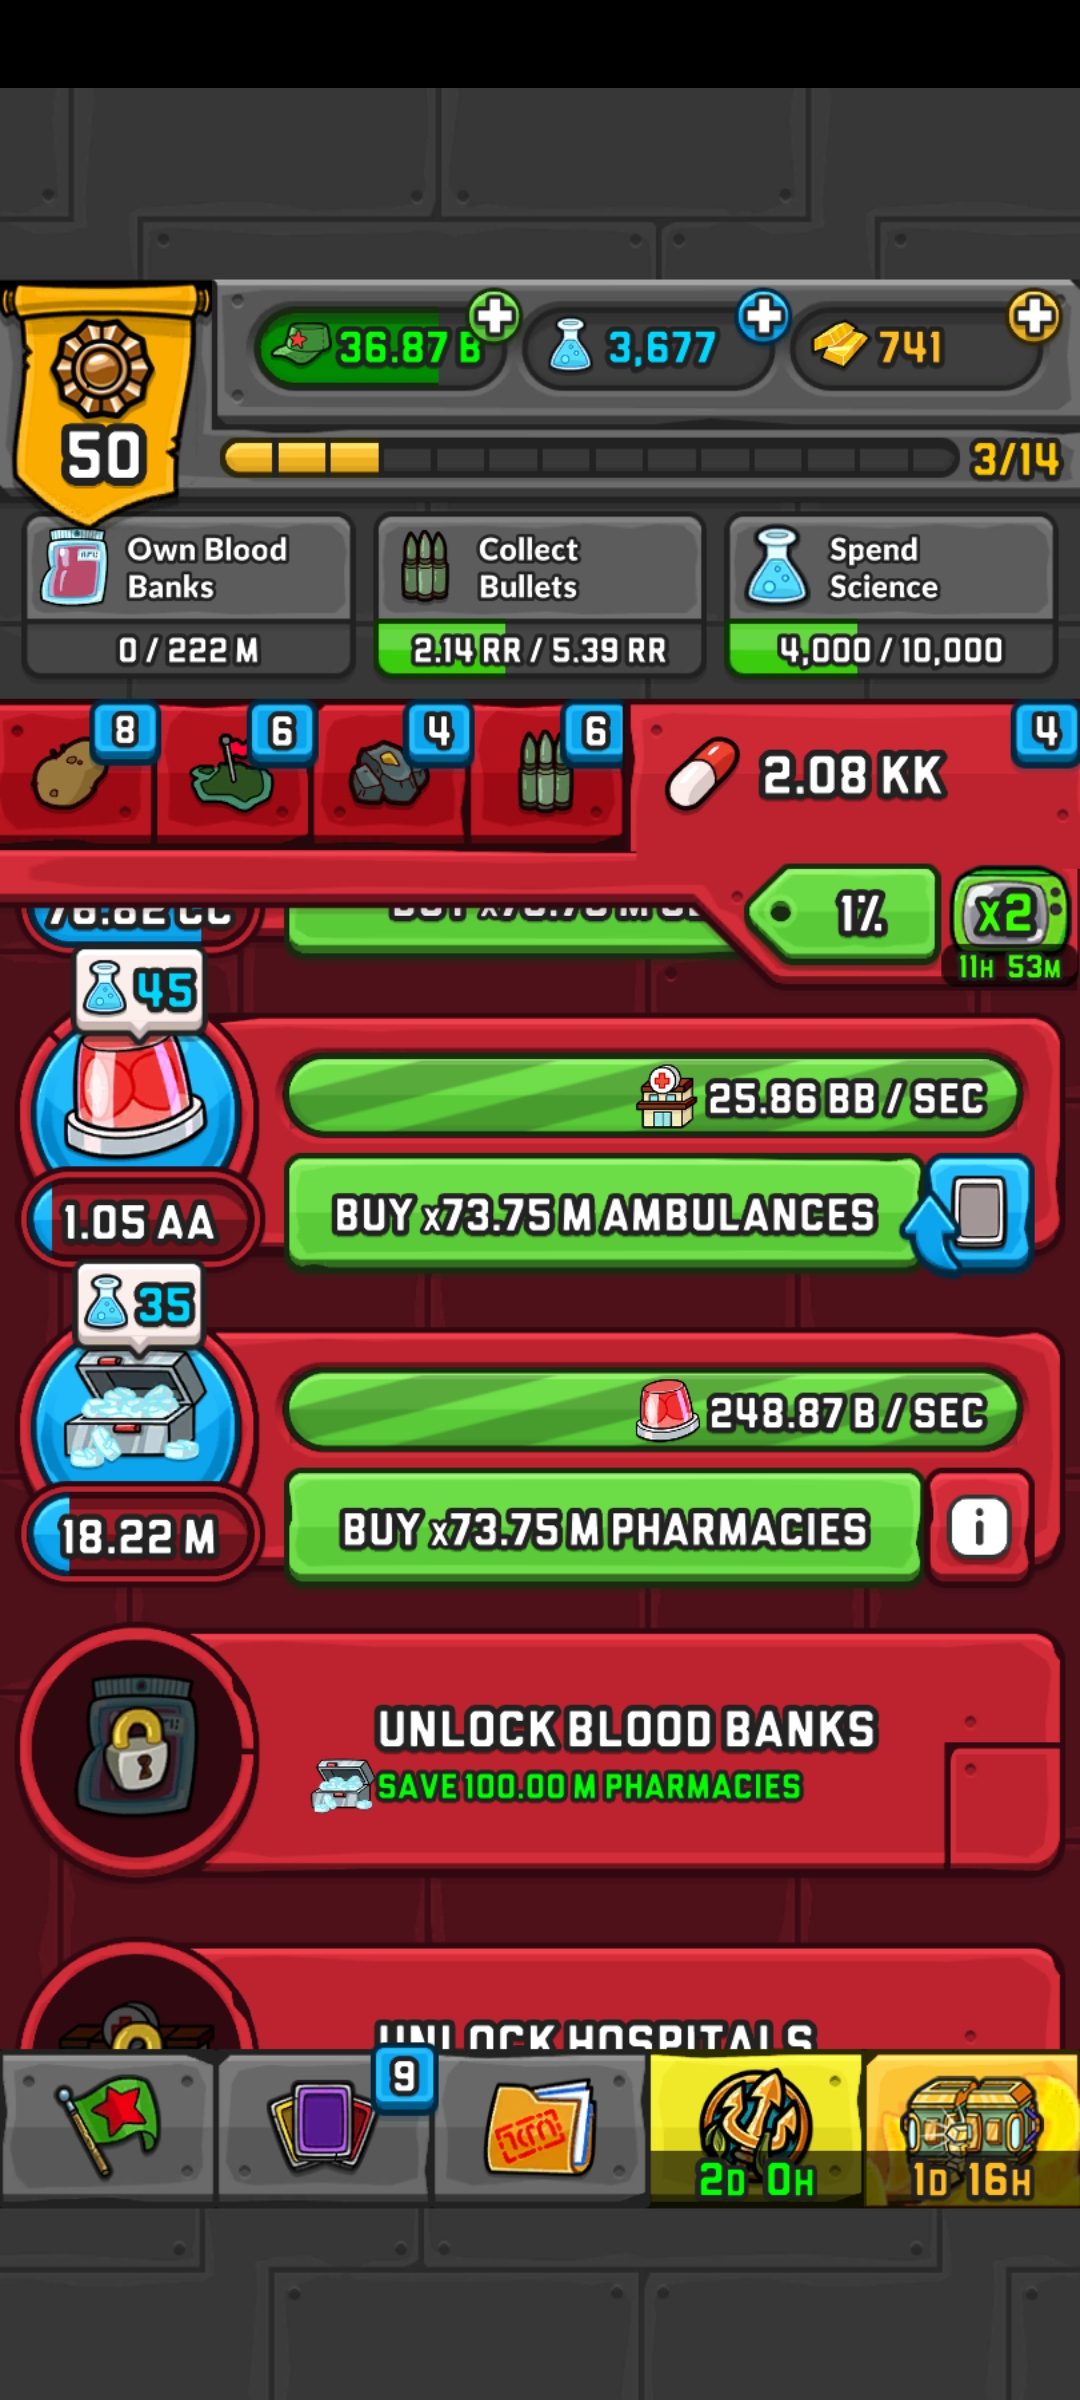 36.87 B
3,677
741
50
3/14
Own Blood
Banks
0 / 222 M
Collect
Bullets
2.14 RR / 5.39 RR
Spend
Science
4,000 / 10,000
8
6
4
6
2.08 KK
4
1%
x2
11H 53M
45
25.86 BB / SEC
1.05 AA
BUY x73.75 M AMBULANCES
35
248.87 B / SEC
18.22 M
BUY x73.75 M PHARMACIES
i
UNLOCK BLOOD BANKS
SAVE 100.00 M PHARMACIES
UNLOCK HOSPITALS
9
2D 0H
1D 16H